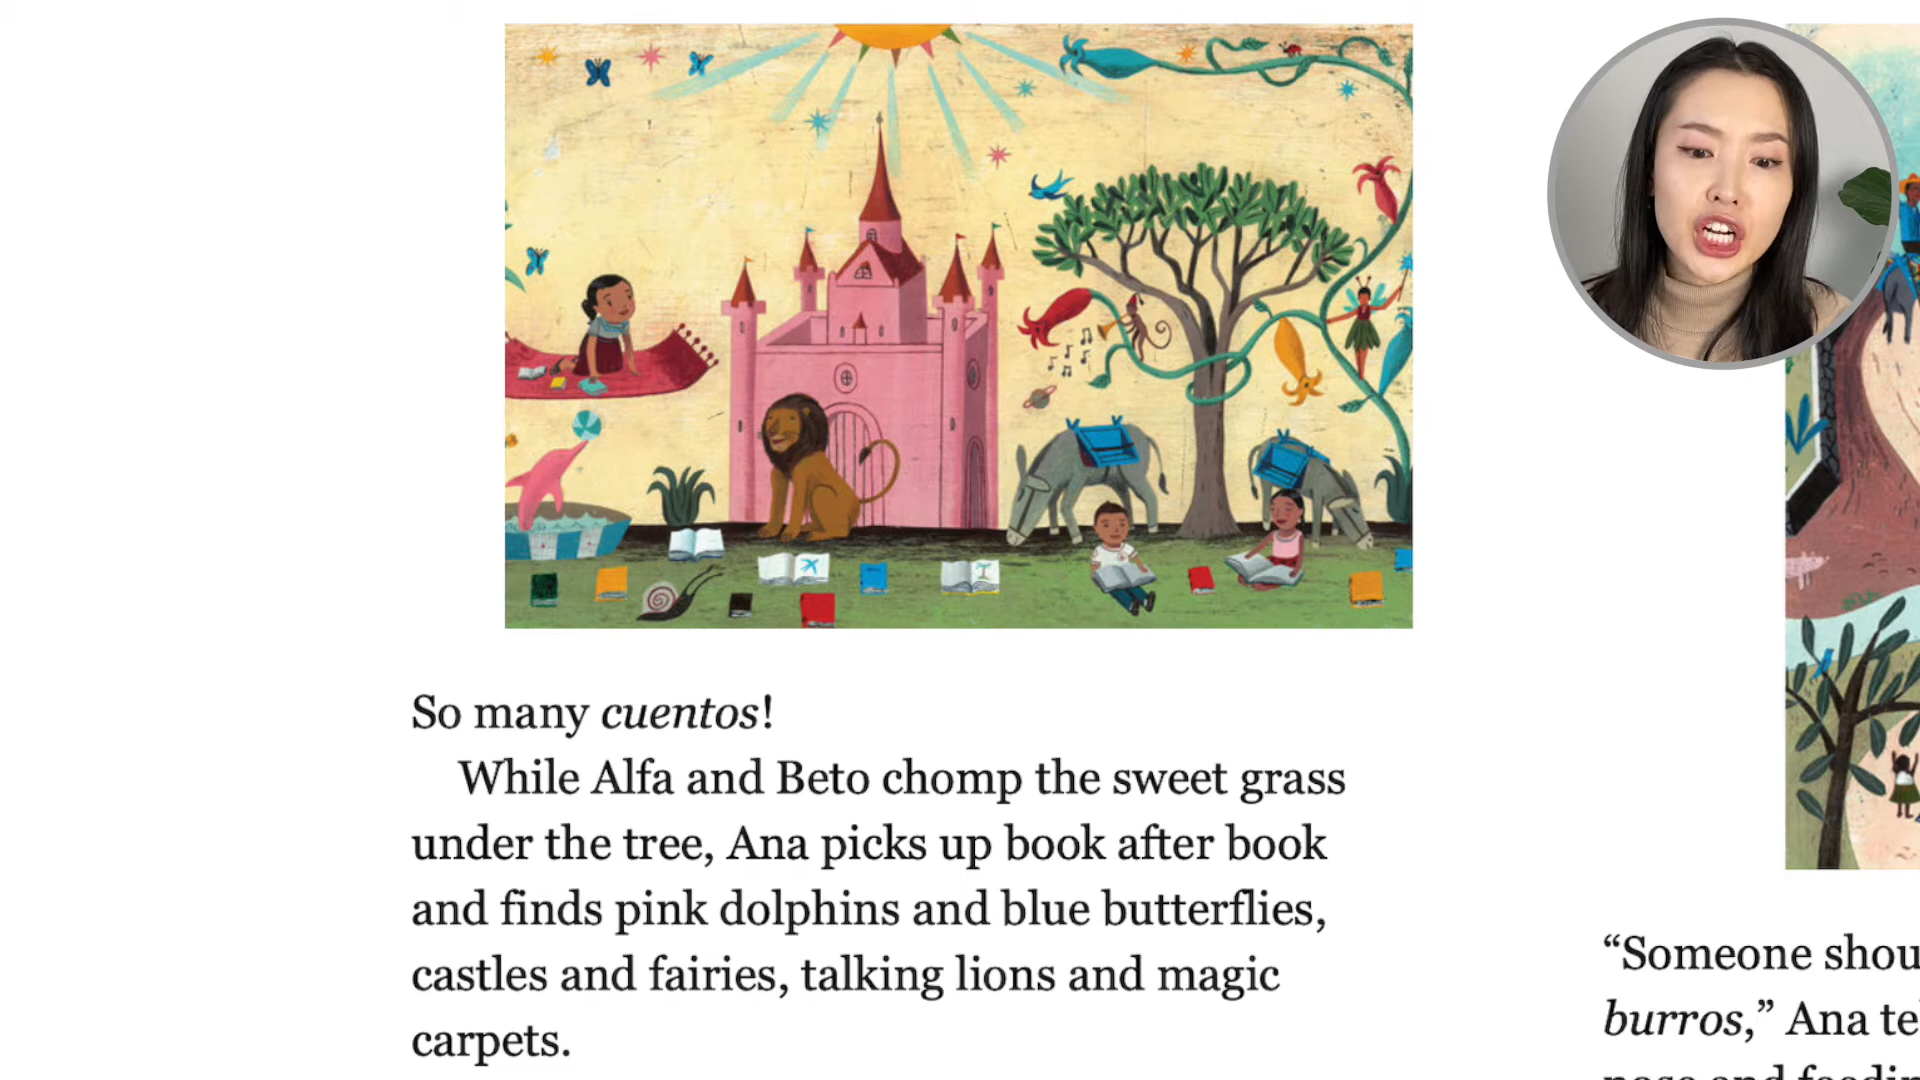 So many cuentos!
While Alfa and Beto chomp the sweet grass
under the tree, Ana picks up book after book
and finds pink dolphins and blue butterflies,
castles and fairies, talking lions and magic
carpets.
“Someone
burros,” Ana